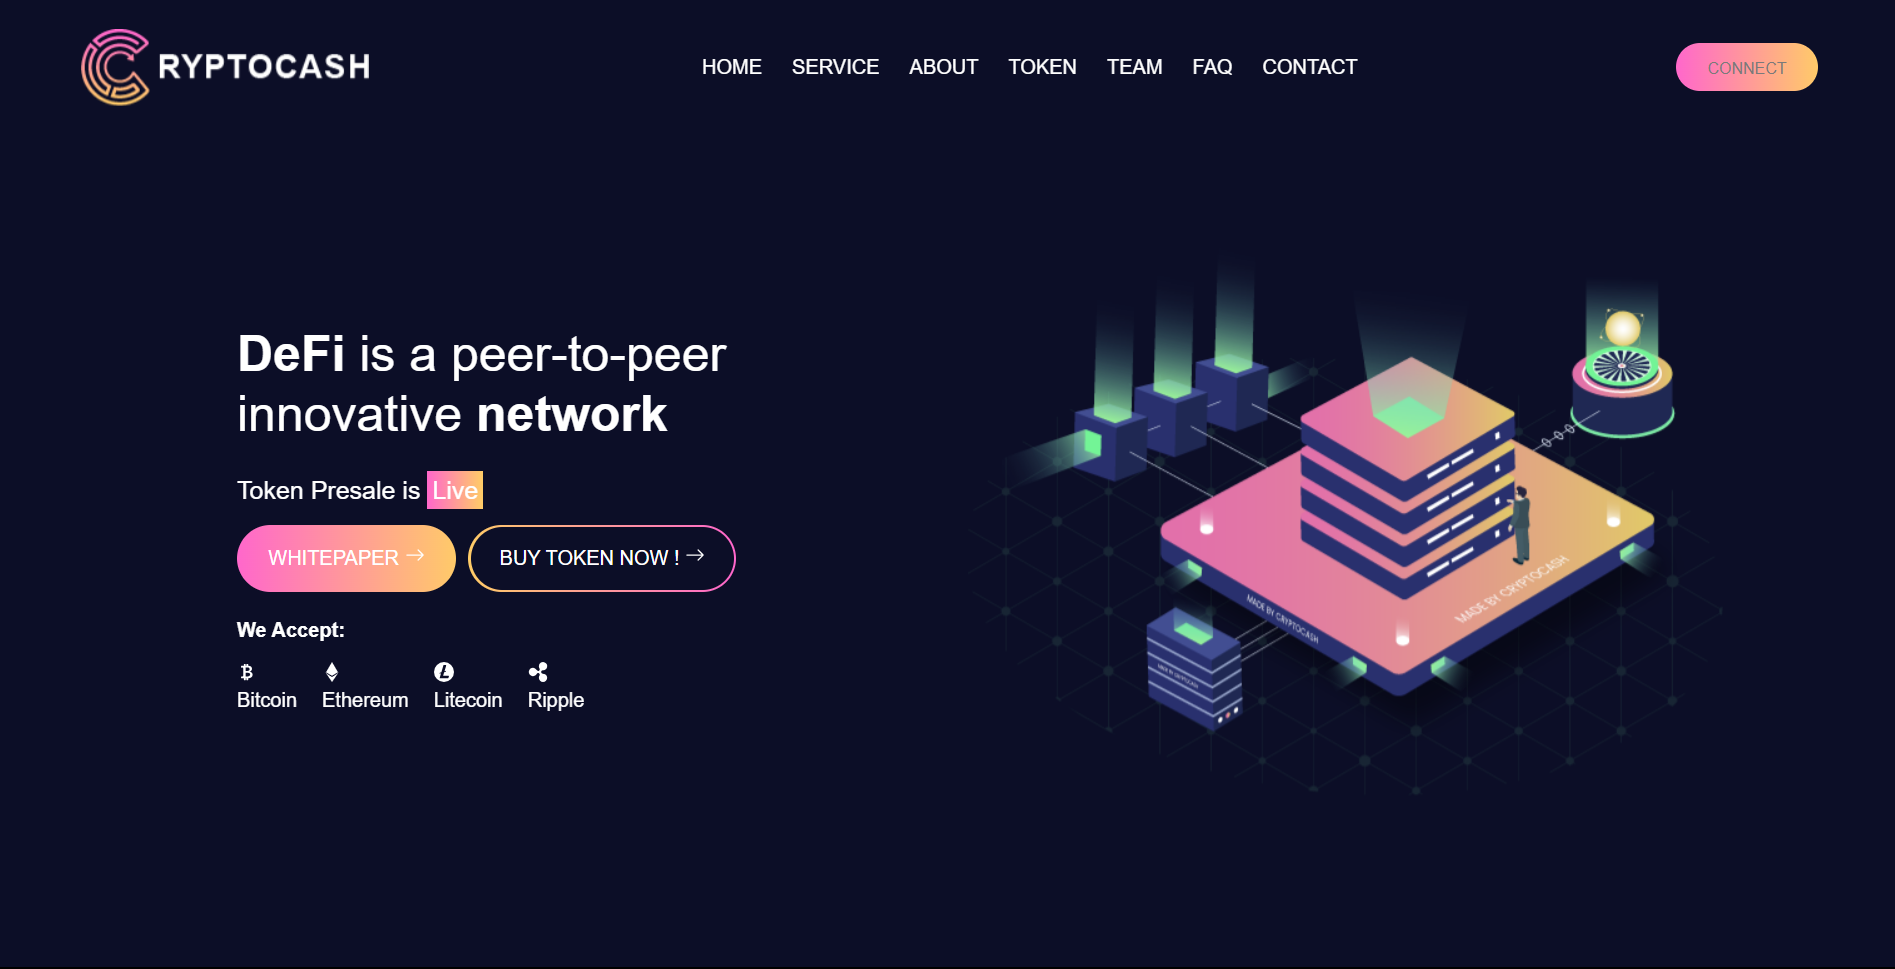 RYPTOCASH
HOME SERVICE ABOUT TOKEN TEAM FAQ CONTACT
CONNECT
DeFi is a peer-to-peer
innovative network
Token Presale is Live
WHITEPAPER →
BUY TOKEN NOW ! →
We Accept:
Bitcoin Ethereum Litecoin Ripple
MADE BY CRYPTOCASH
MADE BY CRYPTOCASH